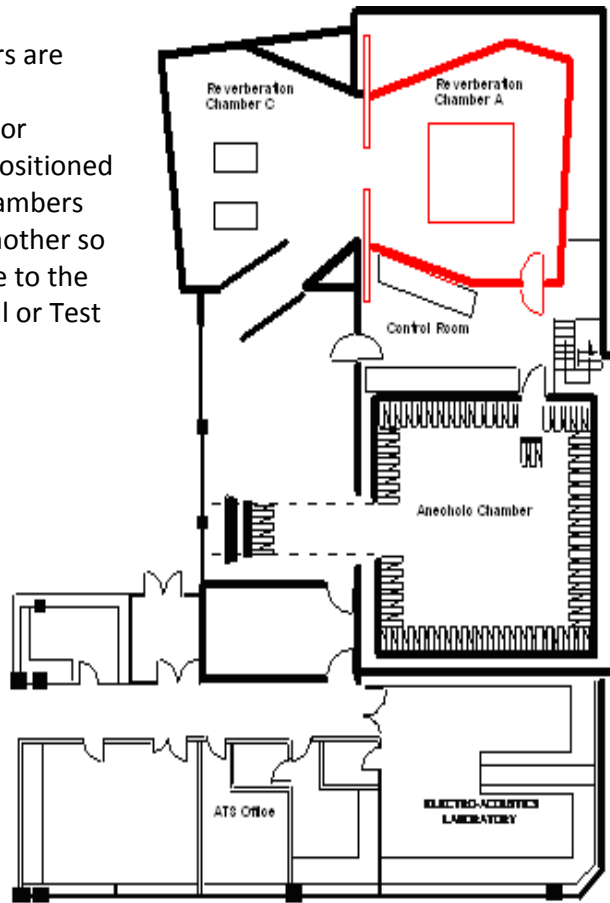 rs are
or
ositioned
ambers
nother so
e to the
l or Test
Reverberation
Chamber C
Reverberation
Chamber A
Control Room
Anechoic Chamber
ATS Office
ELECTRO-ACOUSTICS
LABORATORY